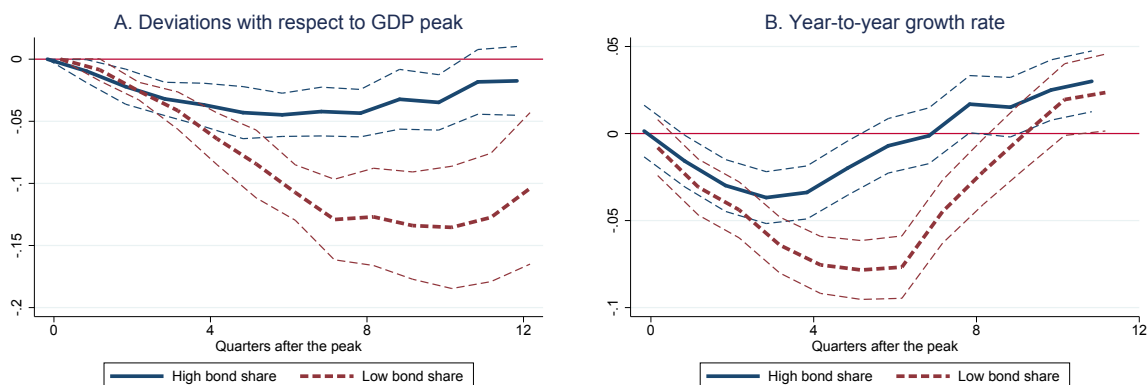 A. Deviations with respect to GDP peak
0
-.05
-.1
-.15
-.2
0 4 8 12
Quarters after the peak
High bond share Low bond share
B. Year-to-year growth rate
.05
0
-.05
-.1
0 4 8 12
Quarters after the peak
High bond share Low bond share